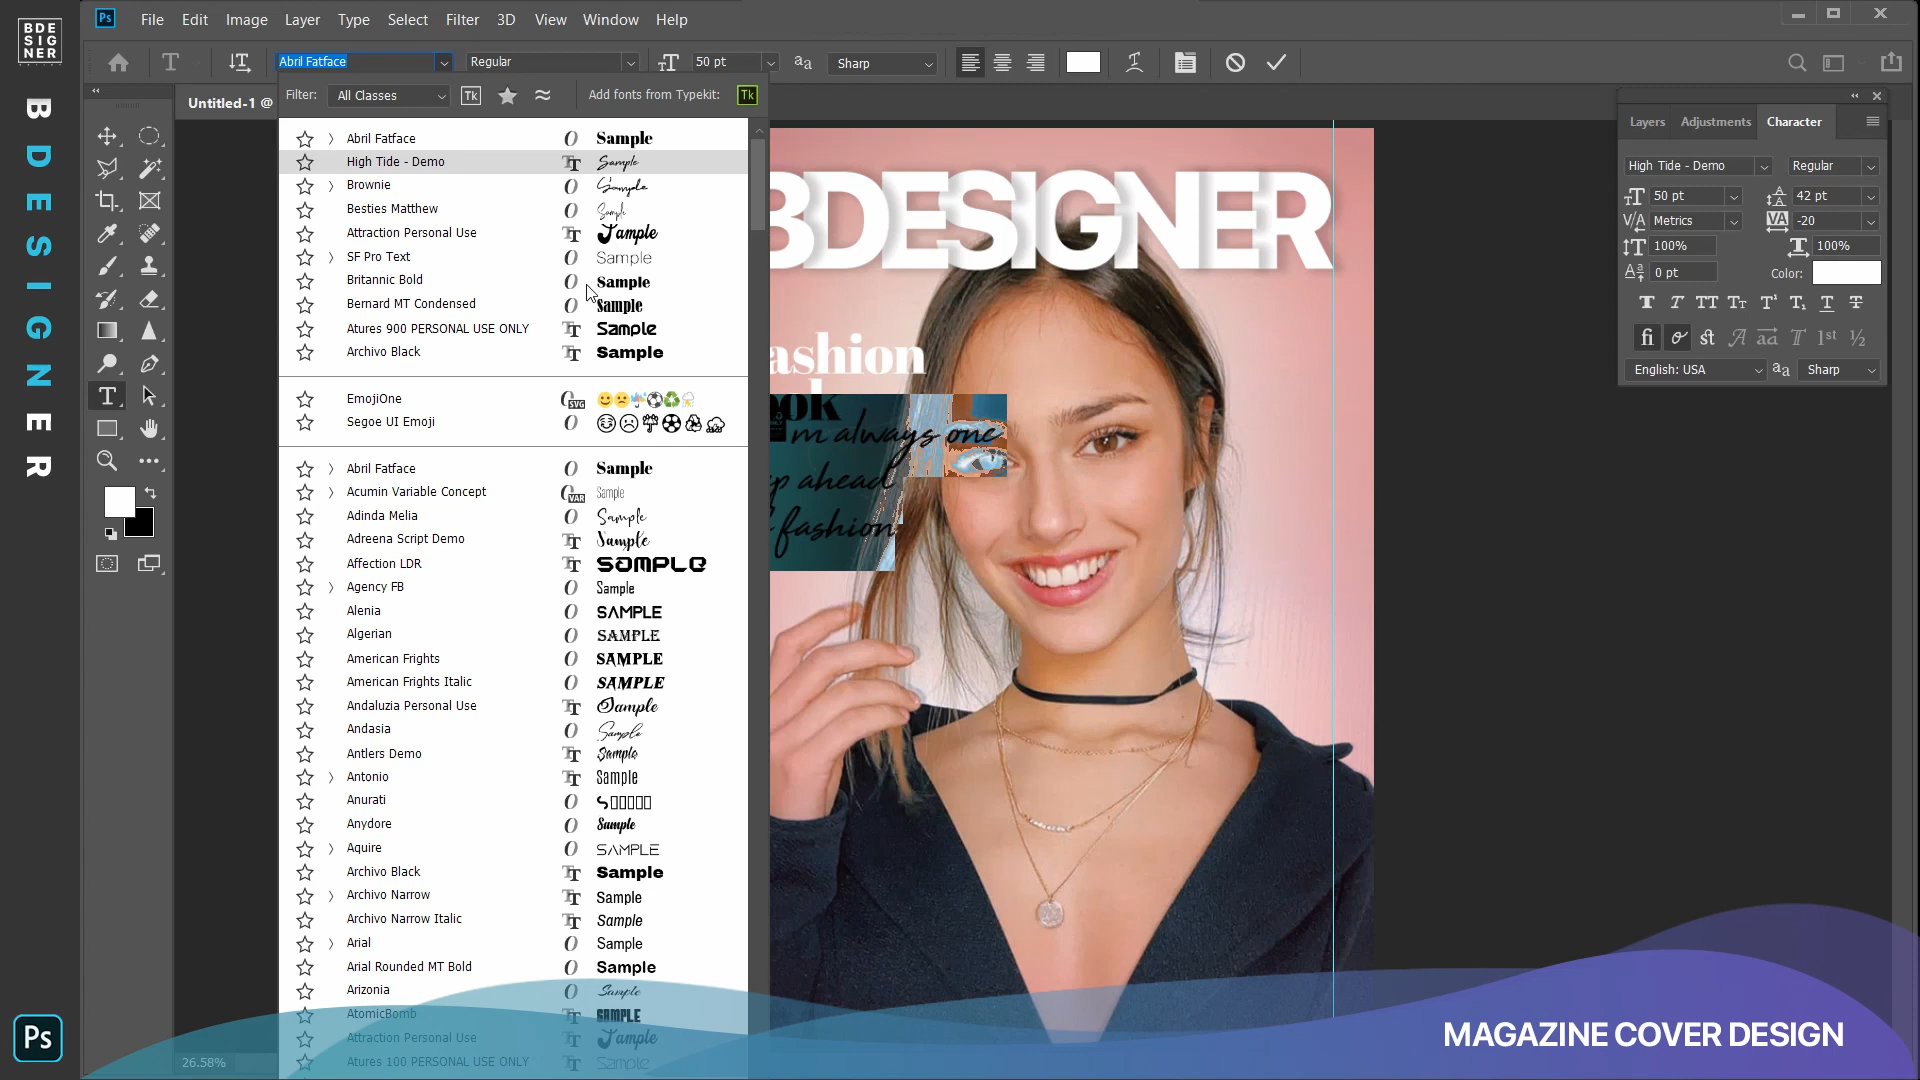 BDE
SIG
NER
BDESIGNER
Ps
File Edit Image Layer Type Select Filter 3D View Window Help
Abril Fatface Regular 50 pt Sharp
Untitled-1 @
Filter: All Classes Tk Add fonts from Typekit: Tk
Abril Fatface Sample
High Tide - Demo Sample
Brownie Sample
Besties Matthew Sample
Attraction Personal Use Sample
SF Pro Text Sample
Britannic Bold Sample
Bernard MT Condensed Sample
Atures 900 PERSONAL USE ONLY Sample
Archivo Black Sample
EmojiOne
Segoe UI Emoji
Abril Fatface Sample
Acumin Variable Concept Sample
Adinda Melia Sample
Adreena Script Demo Sample
Affection LDR SAMPLE
Agency FB Sample
Alenia SAMPLE
Algerian SAMPLE
American Frights SAMPLE
American Frights Italic SAMPLE
Andaluzia Personal Use Sample
Andasia Sample
Antlers Demo Sample
Antonio Sample
Anurati
Anydore Sample
Aquire SAMPLE
Archivo Black Sample
Archivo Narrow Sample
Archivo Narrow Italic Sample
Arial Sample
Arial Rounded MT Bold Sample
Arizonia Sample
AtomicBomb SAMPLE
Attraction Personal Use Sample
Atures 100 PERSONAL USE ONLY Sample
BDESIGNER
ashion
ok
m always one
p ahead
fashion
Layers Adjustments Character
High Tide - Demo Regular
50 pt 42 pt
Metrics -20
100% 100%
0 pt Color:
English: USA Sharp
26.58%
Ps
MAGAZINE COVER DESIGN